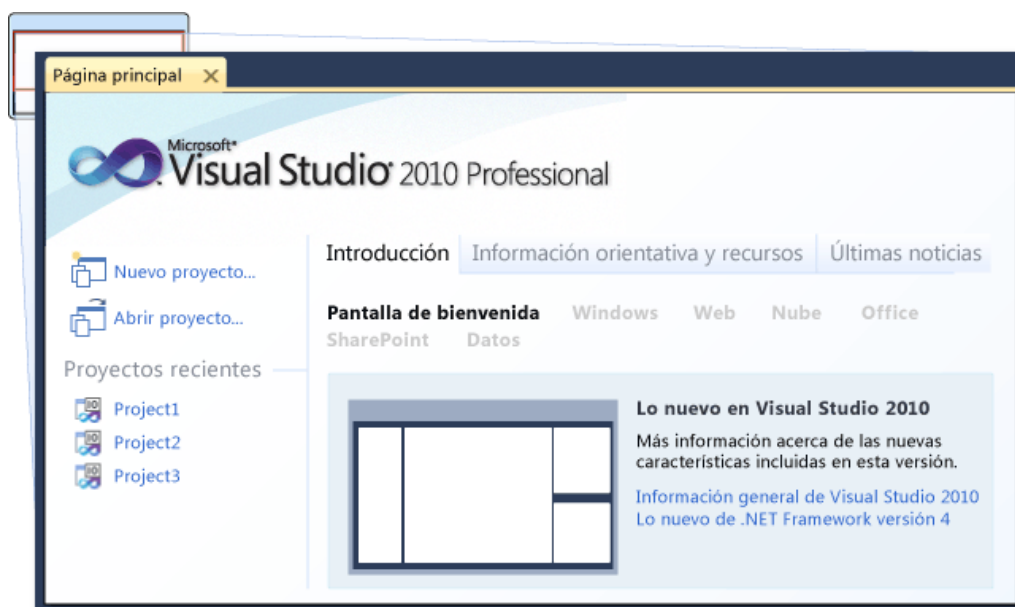 Página principal
Microsoft®
Visual Studio® 2010 Professional
Nuevo proyecto...
Abrir proyecto...
Proyectos recientes
Project1
Project2
Project3
Introducción
Información orientativa y recursos
Últimas noticias
Pantalla de bienvenida
Windows
Web
Nube
Office
SharePoint
Datos
Lo nuevo en Visual Studio 2010
Más información acerca de las nuevas
características incluidas en esta versión.
Información general de Visual Studio 2010
Lo nuevo de .NET Framework versión 4